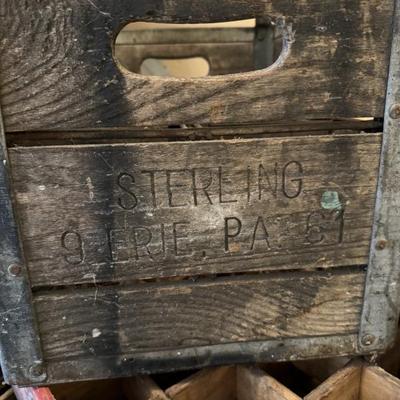 STERLING
9 ERIE, PA. 61